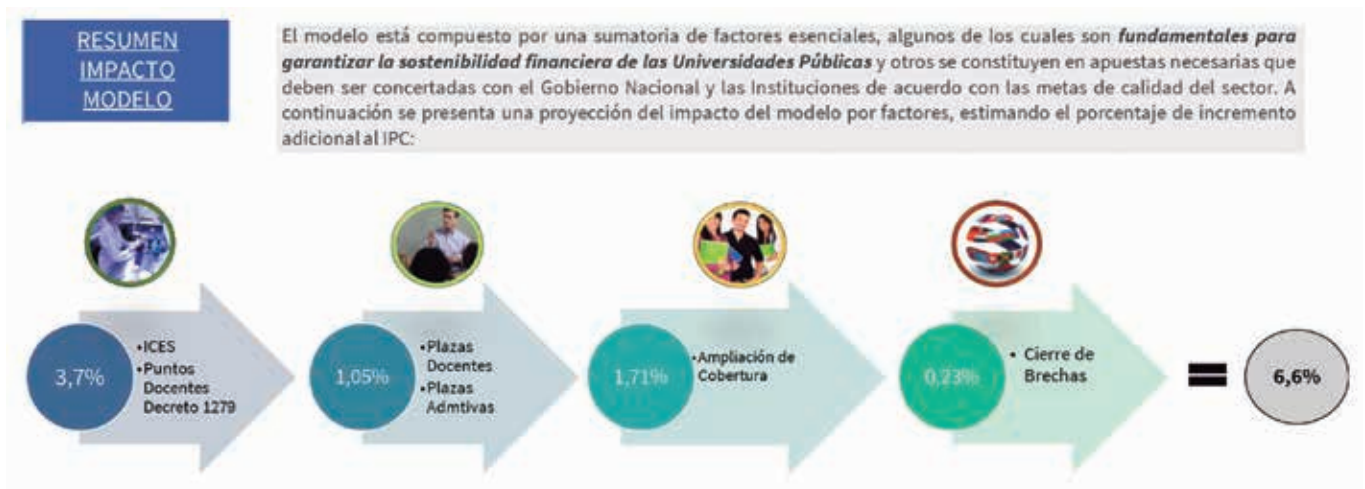 RESUMEN
IMPACTO
MODELO
El modelo está compuesto por una sumatoria de factores esenciales, algunos de los cuales son fundamentales para
garantizar la sostenibilidad financiera de las Universidades Públicas y otros se constituyen en apuestas necesarias que
deben ser concertadas con el Gobierno Nacional y las Instituciones de acuerdo con las metas de calidad del sector. A
continuación se presenta una proyección del impacto del modelo por factores, estimando el porcentaje de incremento
adicional al IPC:
3,7%
•ICES
•Puntos
Docentes
Decreto 1279
1,05%
•Plazas
Docentes
•Plazas
Admtivas
1,71%
•Ampliación de
Cobertura
0,23%
• Cierre de
Brechas
=
6,6%